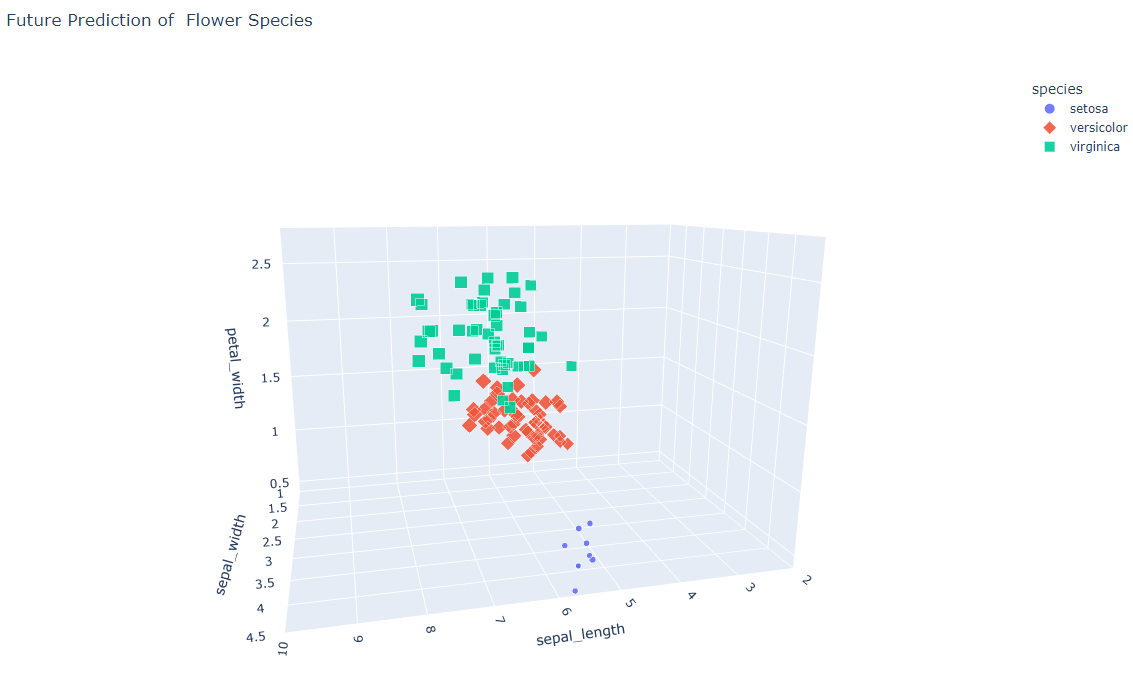 Future Prediction of  Flower Species
species
setosa
versicolor
virginica
2.5
2
1.5
1
0.5
petal_width
1
1.5
2
2.5
3
3.5
4
4.5
sepal_width
10
9
8
7
6
5
4
3
2
sepal_length